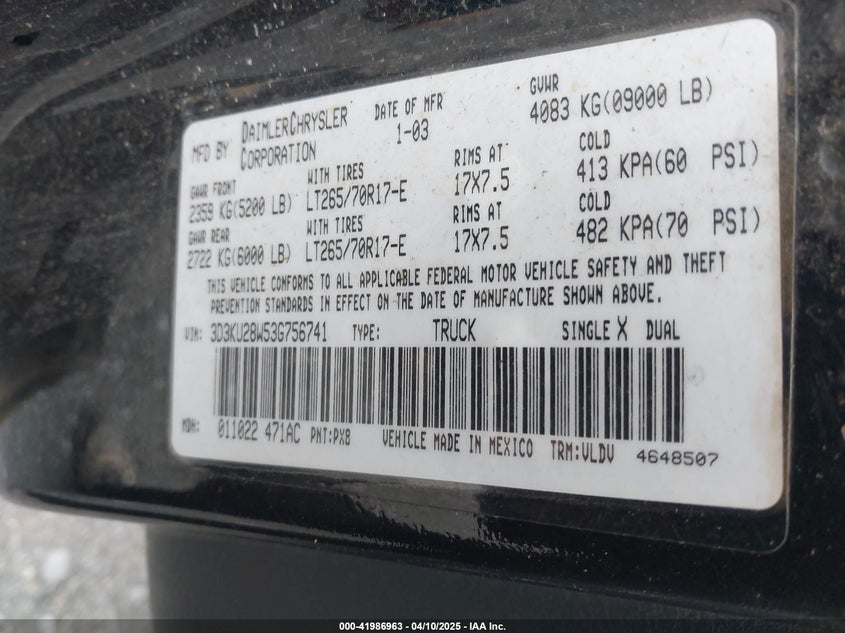 MFD BY DAIMLERCHRYSLER CORPORATION
DATE OF MFR 1-03
GVWR 4083 KG(09000 LB)
GAWR FRONT WITH TIRES RIMS AT COLD
2359 KG(5200 LB) LT265/70R17-E 17X7.5 413 KPA(60 PSI)
GAWR REAR WITH TIRES RIMS AT COLD
2722 KG(6000 LB) LT265/70R17-E 17X7.5 482 KPA(70 PSI)
THIS VEHICLE CONFORMS TO ALL APPLICABLE FEDERAL MOTOR VEHICLE SAFETY AND THEFT
PREVENTION STANDARDS IN EFFECT ON THE DATE OF MANUFACTURE SHOWN ABOVE.
VIN: 3D3KU28W53G756741 TYPE: TRUCK SINGLE X DUAL
MDH: 011022 471AC PNT:PX8 VEHICLE MADE IN MEXICO TRM:VLDV 4648507
000-41986963 - 04/10/2025 - IAA Inc.